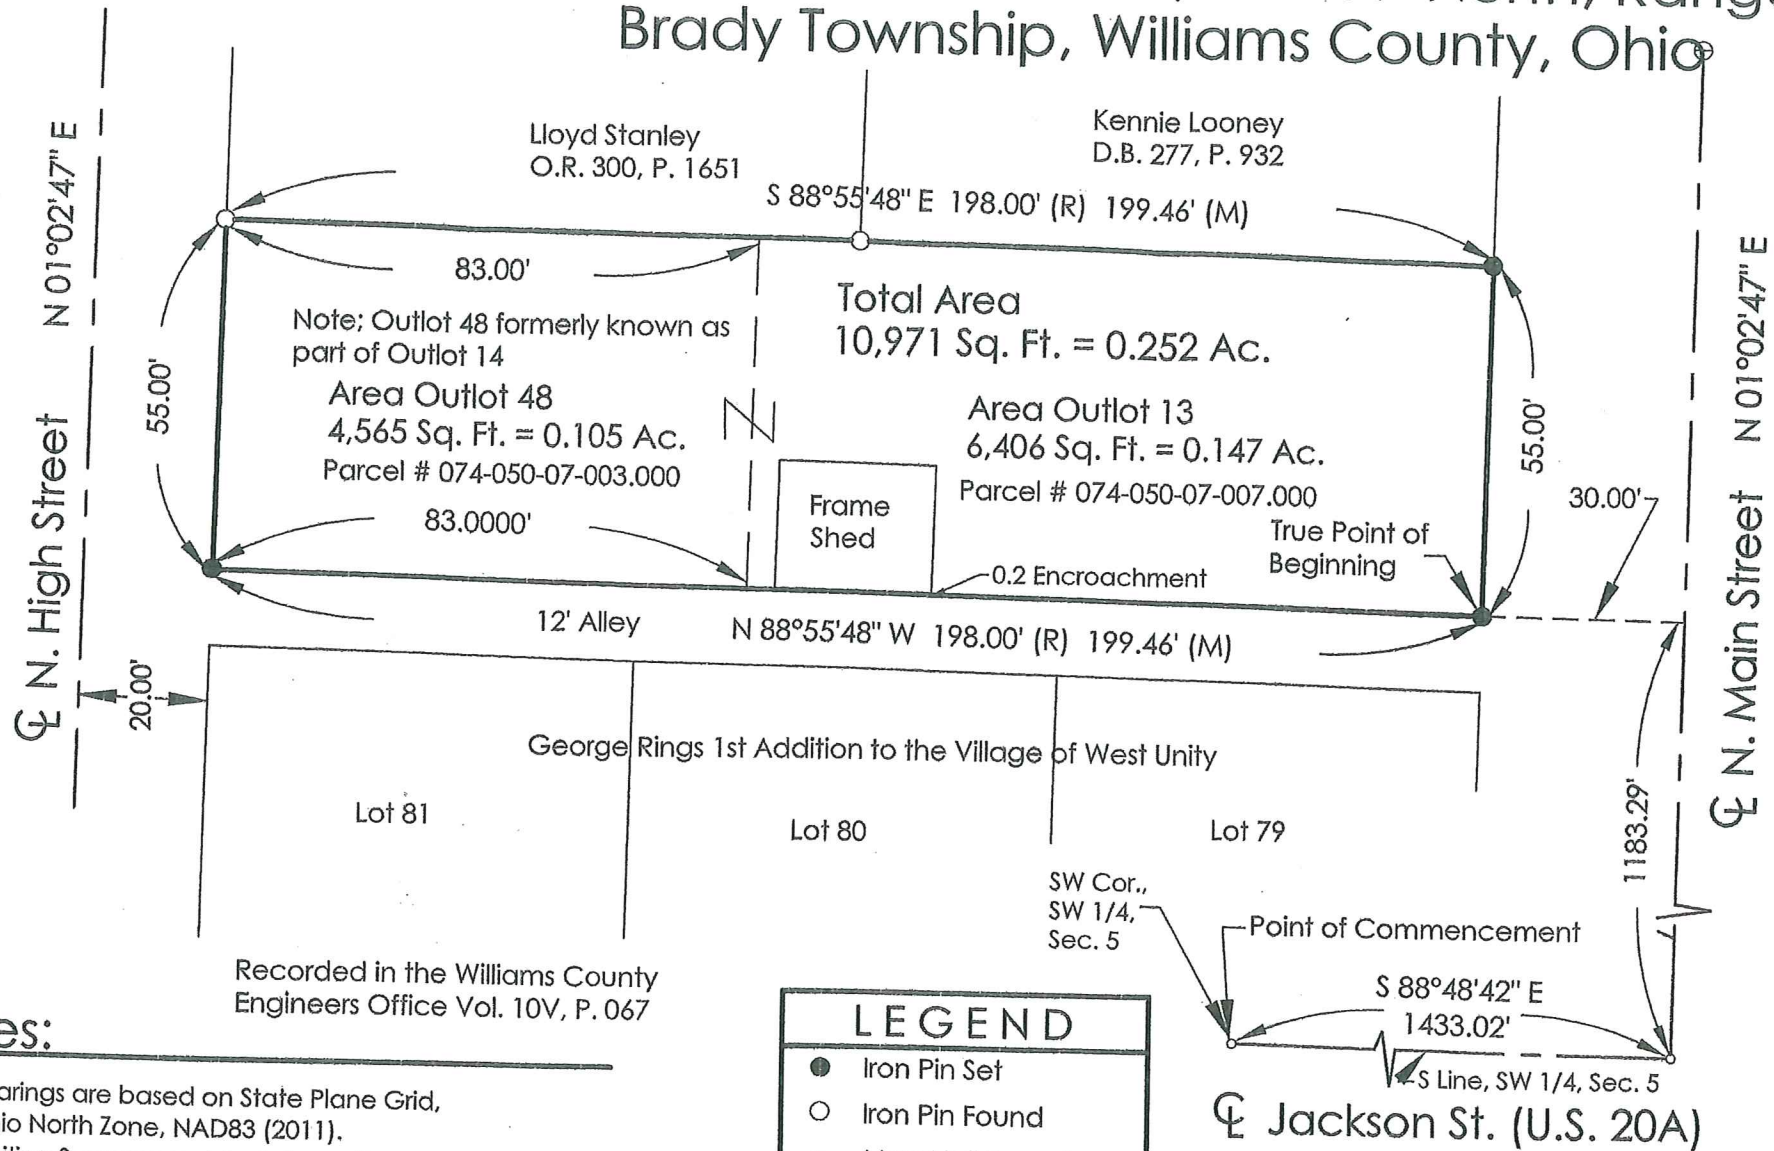 Brady Township, Williams County, Ohio
Lloyd Stanley
O.R. 300, P. 1651
Kennie Looney
D.B. 277, P. 932
S 88°55'48" E 198.00' (R) 199.46' (M)
N 01°02'47" E
83.00'
Total Area
10,971 Sq. Ft. = 0.252 Ac.
Note; Outlot 48 formerly known as
part of Outlot 14
Area Outlot 48
4,565 Sq. Ft. = 0.105 Ac.
Parcel # 074-050-07-003.000
83.0000'
55.00'
Area Outlot 13
6,406 Sq. Ft. = 0.147 Ac.
Parcel # 074-050-07-007.000
Frame
Shed
True Point of
Beginning
0.2 Encroachment
55.00'
30.00'
N 01°02'47" E
12' Alley
N 88°55'48" W 198.00' (R) 199.46' (M)
℄ N. High Street
20.00'
℄ N. Main Street
George Rings 1st Addition to the Village of West Unity
Lot 81
Lot 80
Lot 79
1183.29'
SW Cor.,
SW 1/4,
Sec. 5
Point of Commencement
S 88°48'42" E
1433.02'
S Line, SW 1/4, Sec. 5
℄ Jackson St. (U.S. 20A)
Recorded in the Williams County
Engineers Office Vol. 10V, P. 067
es:
arings are based on State Plane Grid,
io North Zone, NAD83 (2011).
LEGEND
Iron Pin Set
Iron Pin Found